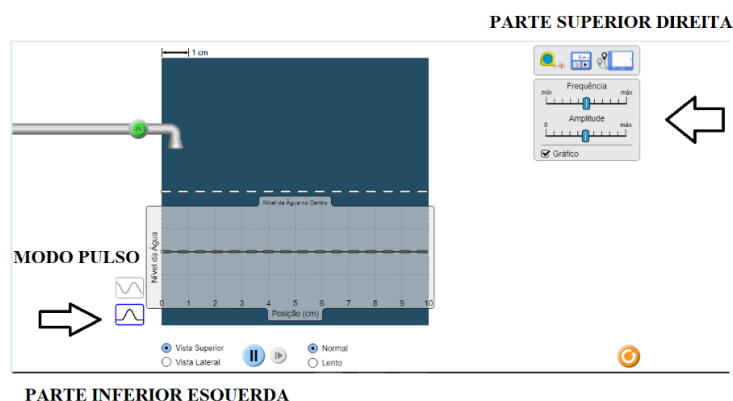 PARTE SUPERIOR DIREITA
1 cm
Frequência
mín
máx
Amplitude
0
máx
Gráfico
Nível da Água no Centro
Nível da Água
0
MODO PULSO
0 1 2 3 4 5 6 7 8 9 10
Posição (cm)
Vista Superior
Normal
Vista Lateral
Lento
PARTE INFERIOR ESQUERDA